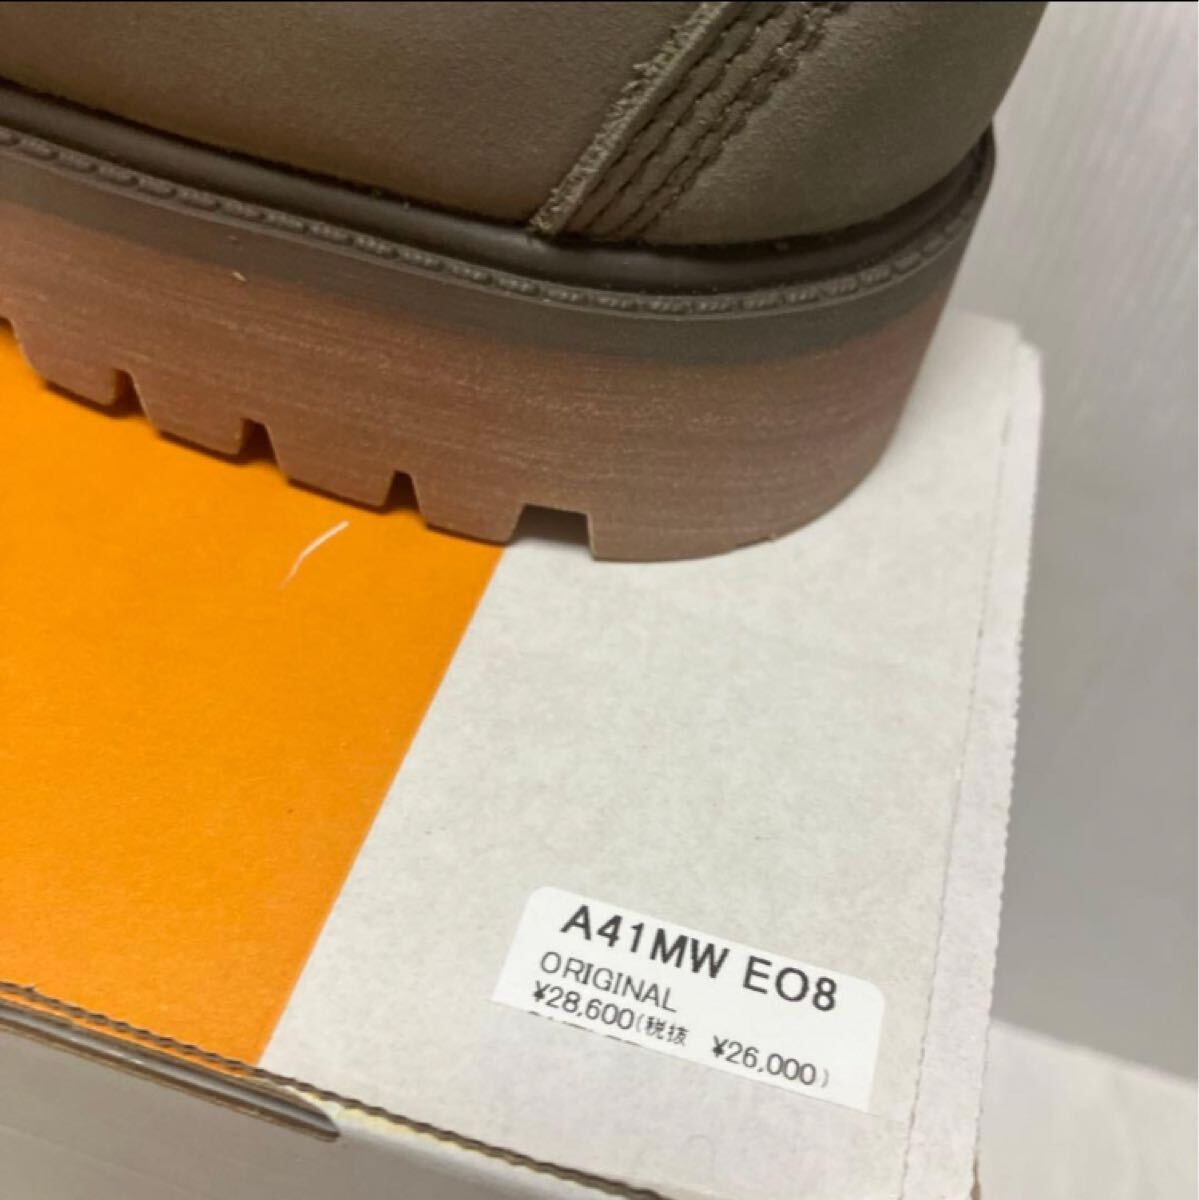 A41MW EO8
ORIGINAL
¥28,600(税抜 ¥26,000)